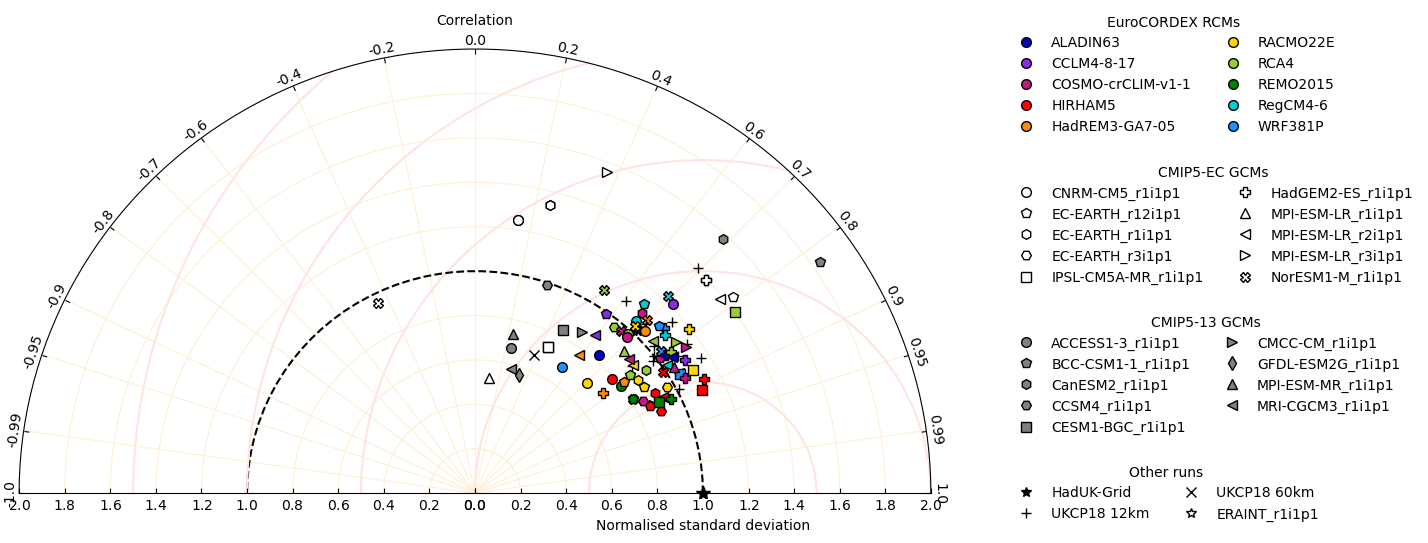 Correlation
0.0
-0.2
0.2
-0.4
0.4
-0.6
0.6
-0.7
0.7
-0.8
0.8
-0.9
0.9
-0.95
0.95
-0.99
0.99
-1.0
1.0
2.0 1.8 1.6 1.4 1.2 1.0 0.8 0.6 0.4 0.2 0.0 0.2 0.4 0.6 0.8 1.0 1.2 1.4 1.6 1.8 2.0
Normalised standard deviation
EuroCORDEX RCMs
ALADIN63
CCLM4-8-17
COSMO-crCLIM-v1-1
HIRHAM5
HadREM3-GA7-05
RACMO22E
RCA4
REMO2015
RegCM4-6
WRF381P
CMIP5-EC GCMs
CNRM-CM5_r1i1p1
EC-EARTH_r12i1p1
EC-EARTH_r1i1p1
EC-EARTH_r3i1p1
IPSL-CM5A-MR_r1i1p1
HadGEM2-ES_r1i1p1
MPI-ESM-LR_r1i1p1
MPI-ESM-LR_r2i1p1
MPI-ESM-LR_r3i1p1
NorESM1-M_r1i1p1
CMIP5-13 GCMs
ACCESS1-3_r1i1p1
BCC-CSM1-1_r1i1p1
CanESM2_r1i1p1
CCSM4_r1i1p1
CESM1-BGC_r1i1p1
CMCC-CM_r1i1p1
GFDL-ESM2G_r1i1p1
MPI-ESM-MR_r1i1p1
MRI-CGCM3_r1i1p1
Other runs
HadUK-Grid
UKCP18 12km
UKCP18 60km
ERAINT_r1i1p1